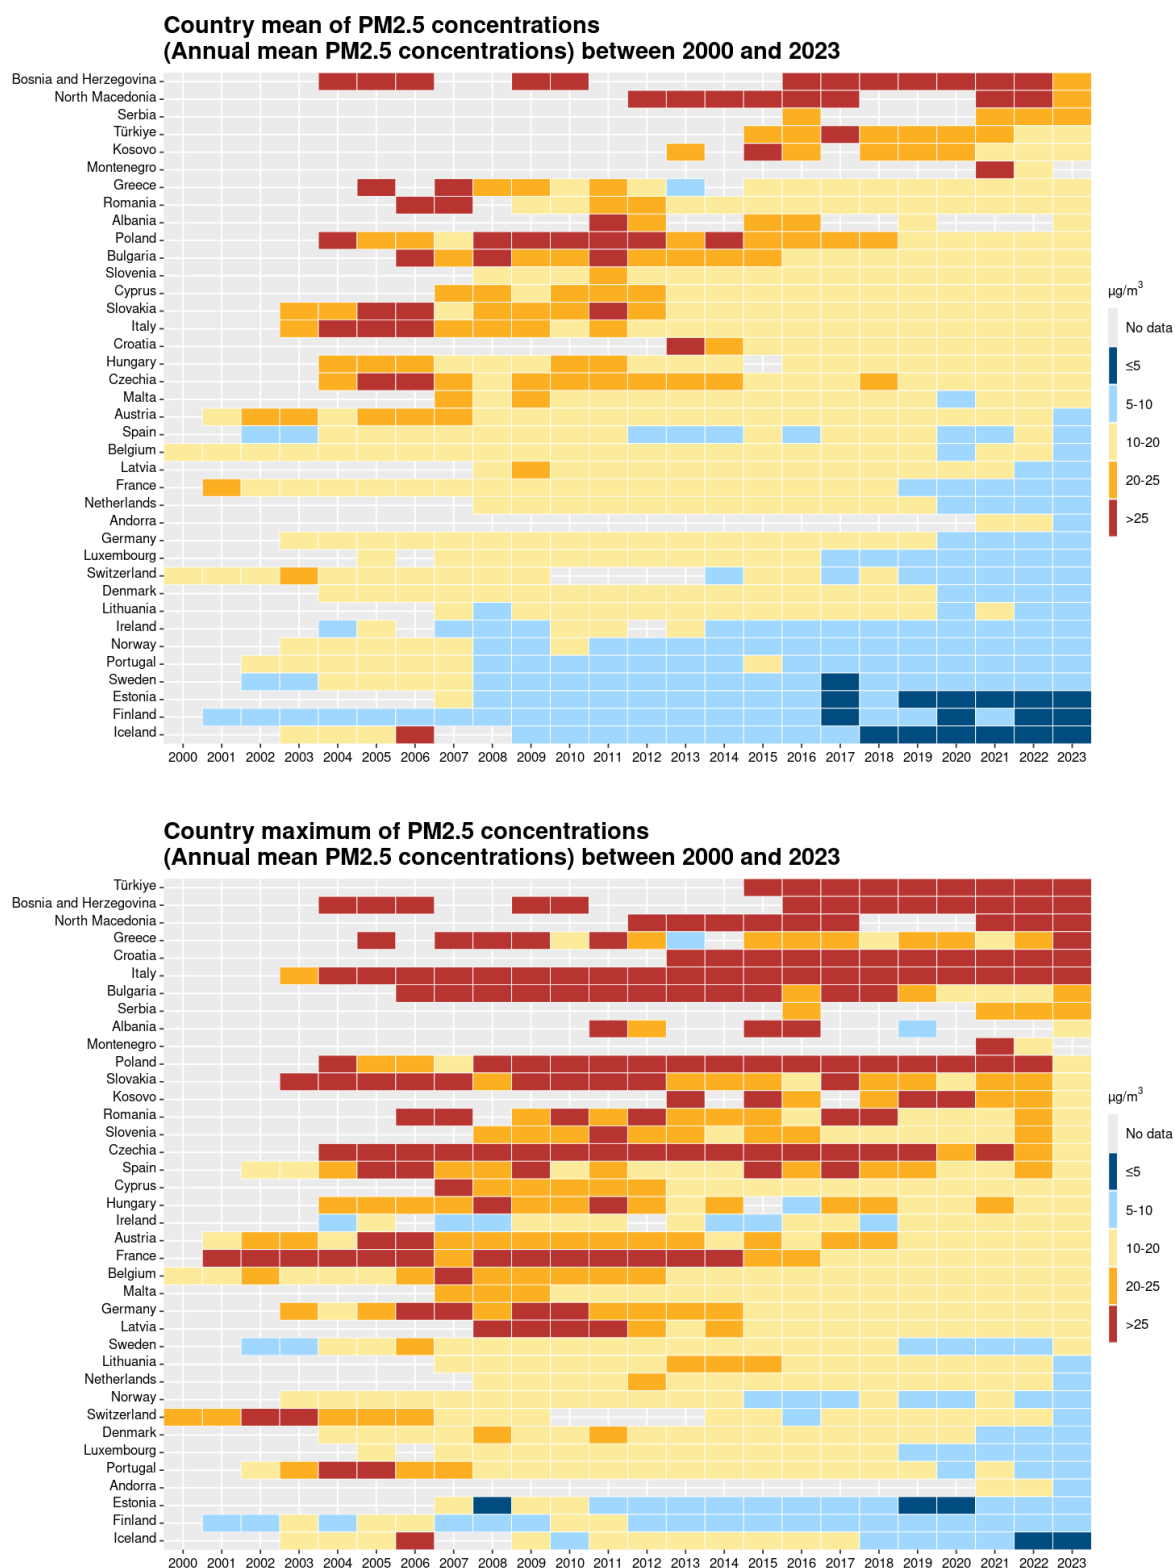 Country mean of PM2.5 concentrations
(Annual mean PM2.5 concentrations) between 2000 and 2023
Bosnia and Herzegovina
North Macedonia
Serbia
Türkiye
Kosovo
Montenegro
Greece
Romania
Albania
Poland
Bulgaria
Slovenia
Cyprus
Slovakia
Italy
Croatia
Hungary
Czechia
Malta
Austria
Spain
Belgium
Latvia
France
Netherlands
Andorra
Germany
Luxembourg
Switzerland
Denmark
Lithuania
Ireland
Norway
Portugal
Sweden
Estonia
Finland
Iceland
2000 2001 2002 2003 2004 2005 2006 2007 2008 2009 2010 2011 2012 2013 2014 2015 2016 2017 2018 2019 2020 2021 2022 2023
µg/m³
No data
≤5
5-10
10-20
20-25
>25
Country maximum of PM2.5 concentrations
(Annual mean PM2.5 concentrations) between 2000 and 2023
Türkiye
Bosnia and Herzegovina
North Macedonia
Greece
Croatia
Italy
Bulgaria
Serbia
Albania
Montenegro
Poland
Slovakia
Kosovo
Romania
Slovenia
Czechia
Spain
Cyprus
Hungary
Ireland
Austria
France
Belgium
Malta
Germany
Latvia
Sweden
Lithuania
Netherlands
Norway
Switzerland
Denmark
Luxembourg
Portugal
Andorra
Estonia
Finland
Iceland
2000 2001 2002 2003 2004 2005 2006 2007 2008 2009 2010 2011 2012 2013 2014 2015 2016 2017 2018 2019 2020 2021 2022 2023
µg/m³
No data
≤5
5-10
10-20
20-25
>25